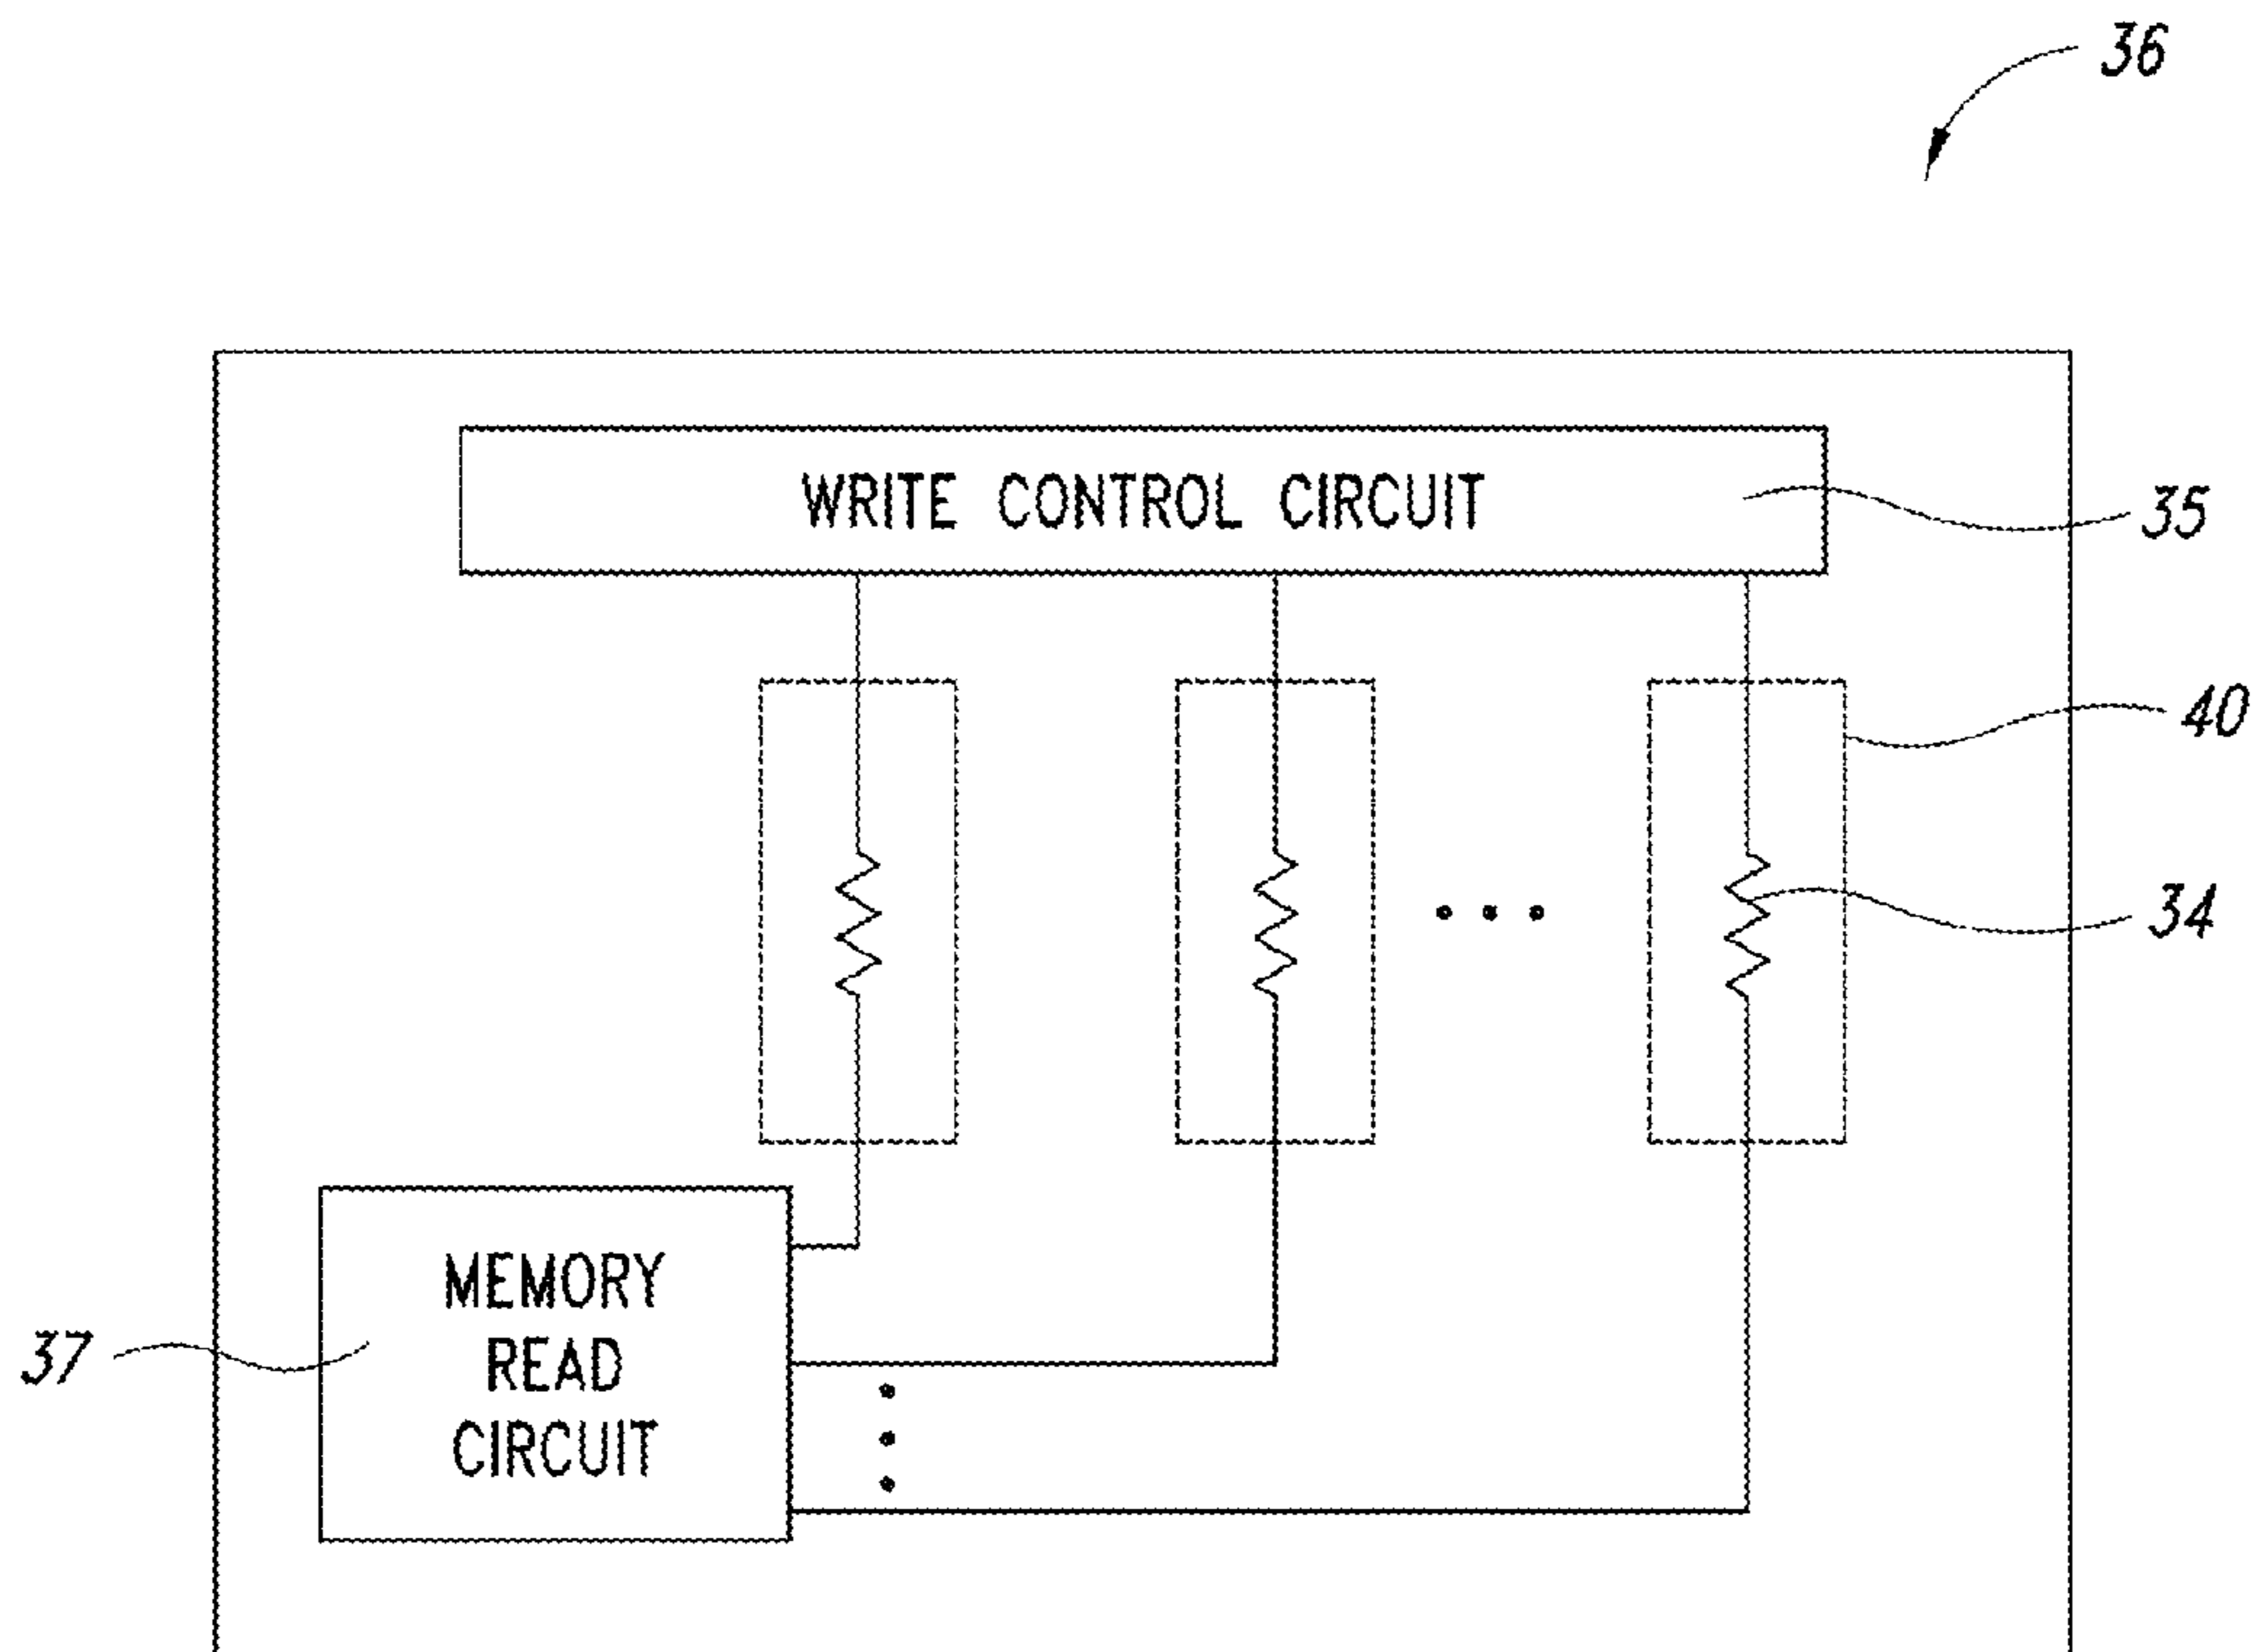 36
WRITE CONTROL CIRCUIT
35
40
34
MEMORY
READ
CIRCUIT
37